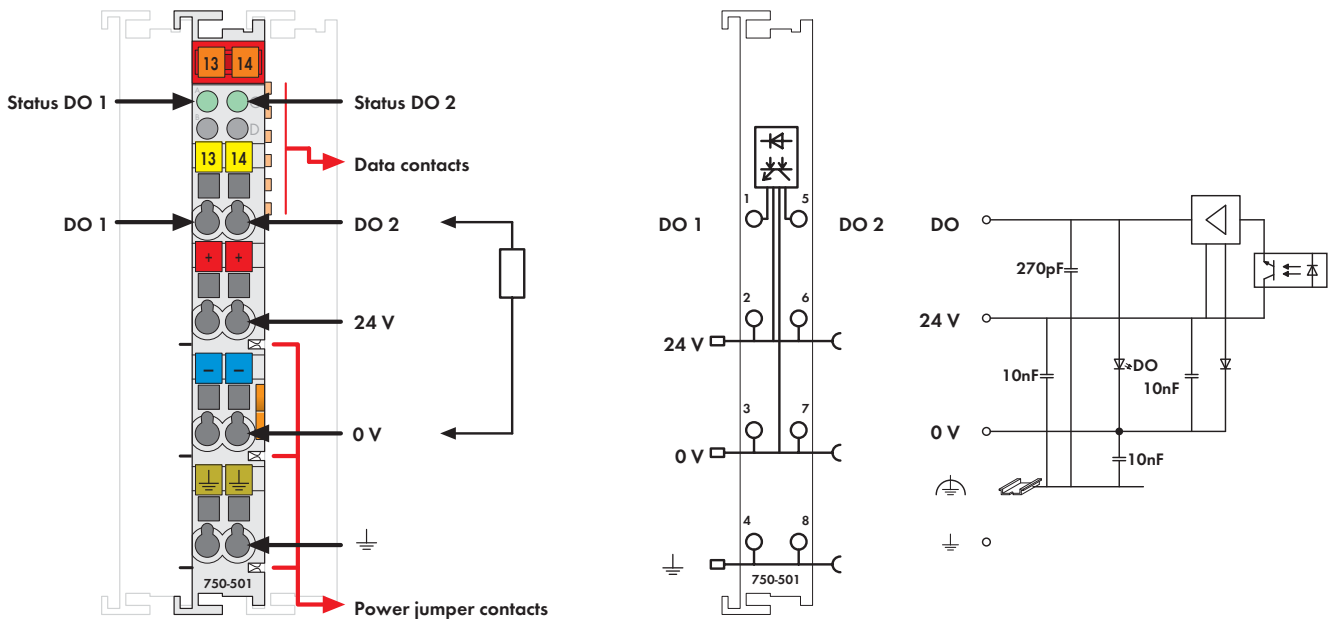 13 14
Status DO 1
Status DO 2
A
B
D
13 14
Data contacts
DO 1
DO 2
+ +
24 V
- -
0 V
750-501
Power jumper contacts
1
5
DO 1
DO 2
2
6
24 V
3
7
0 V
4
8
750-501
DO
270pF
24 V
10nF
DO
10nF
0 V
10nF